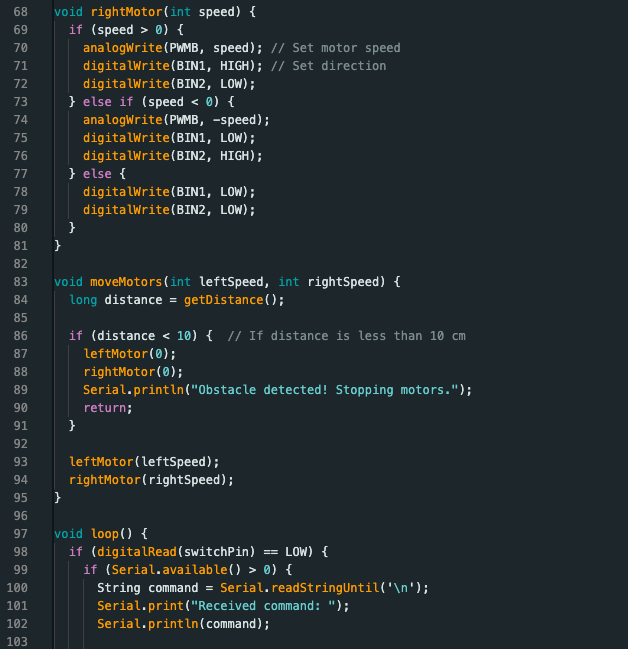 68 void rightMotor(int speed) {
69   if (speed > 0) {
70     analogWrite(PWMB, speed); // Set motor speed
71     digitalWrite(BIN1, HIGH); // Set direction
72     digitalWrite(BIN2, LOW);
73   } else if (speed < 0) {
74     analogWrite(PWMB, -speed);
75     digitalWrite(BIN1, LOW);
76     digitalWrite(BIN2, HIGH);
77   } else {
78     digitalWrite(BIN1, LOW);
79     digitalWrite(BIN2, LOW);
80   }
81 }
82
83 void moveMotors(int leftSpeed, int rightSpeed) {
84   long distance = getDistance();
85
86   if (distance < 10) {  // If distance is less than 10 cm
87     leftMotor(0);
88     rightMotor(0);
89     Serial.println("Obstacle detected! Stopping motors.");
90     return;
91   }
92
93   leftMotor(leftSpeed);
94   rightMotor(rightSpeed);
95 }
96
97 void loop() {
98   if (digitalRead(switchPin) == LOW) {
99     if (Serial.available() > 0) {
100       String command = Serial.readStringUntil('\n');
101       Serial.print("Received command: ");
102       Serial.println(command);
103